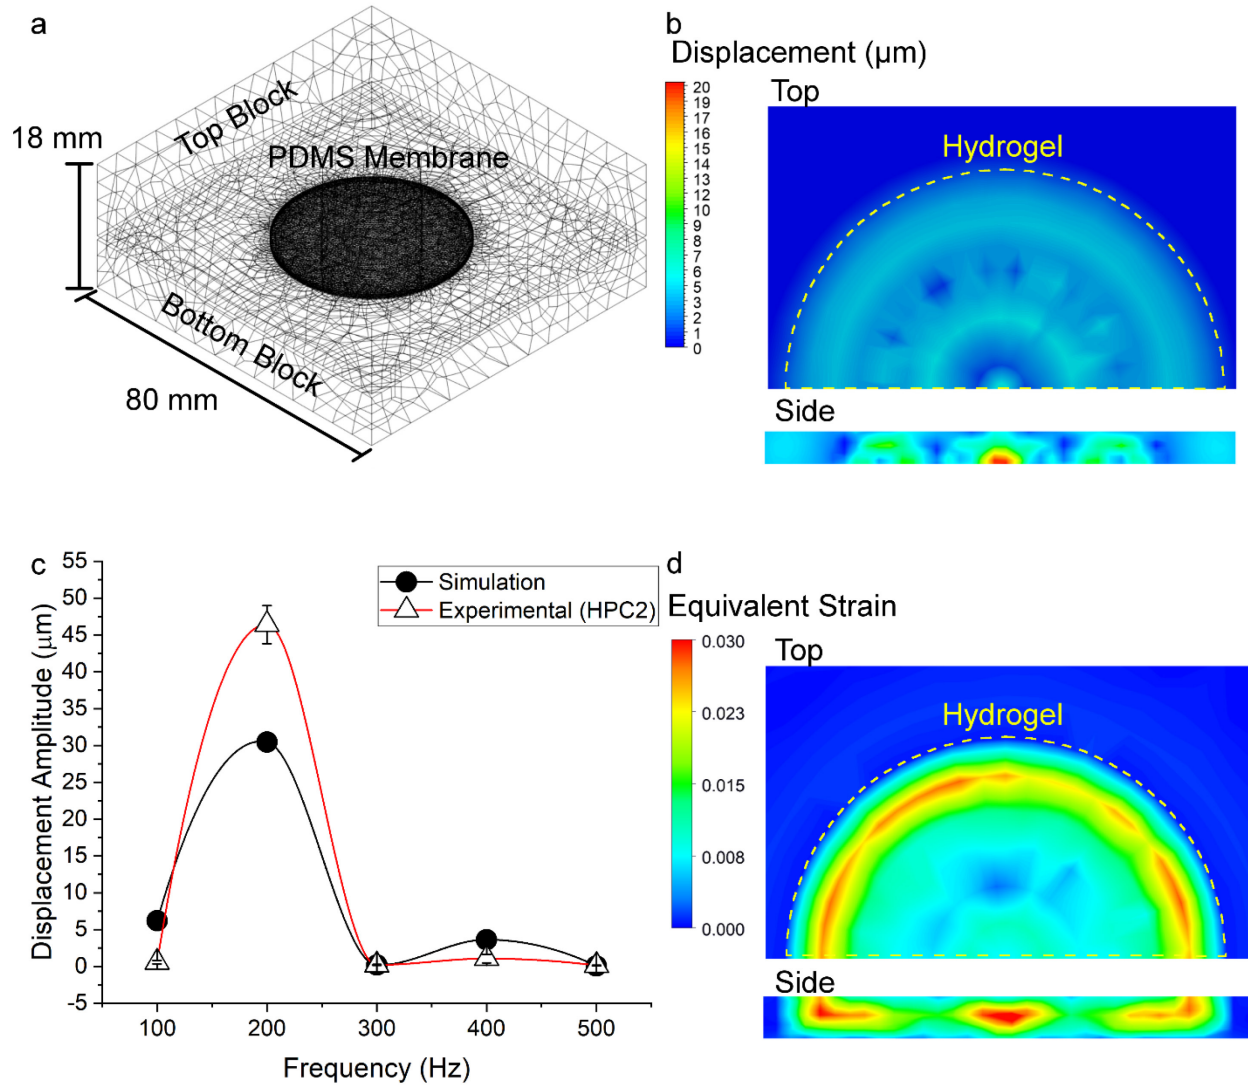 a
Top Block
18 mm
PDMS Membrane
Bottom Block
80 mm
b
Displacement (µm)
20
19
17
16
14
13
12
10
9
8
7
6
5
4
3
2
1
0
Top
Hydrogel
Side
c
55
50
45
40
35
30
25
20
15
10
5
0
-5
Displacement Amplitude (μm)
Simulation
Experimental (HPC2)
100 200 300 400 500
Frequency (Hz)
d
Equivalent Strain
0.030
0.023
0.015
0.008
0.000
Top
Hydrogel
Side